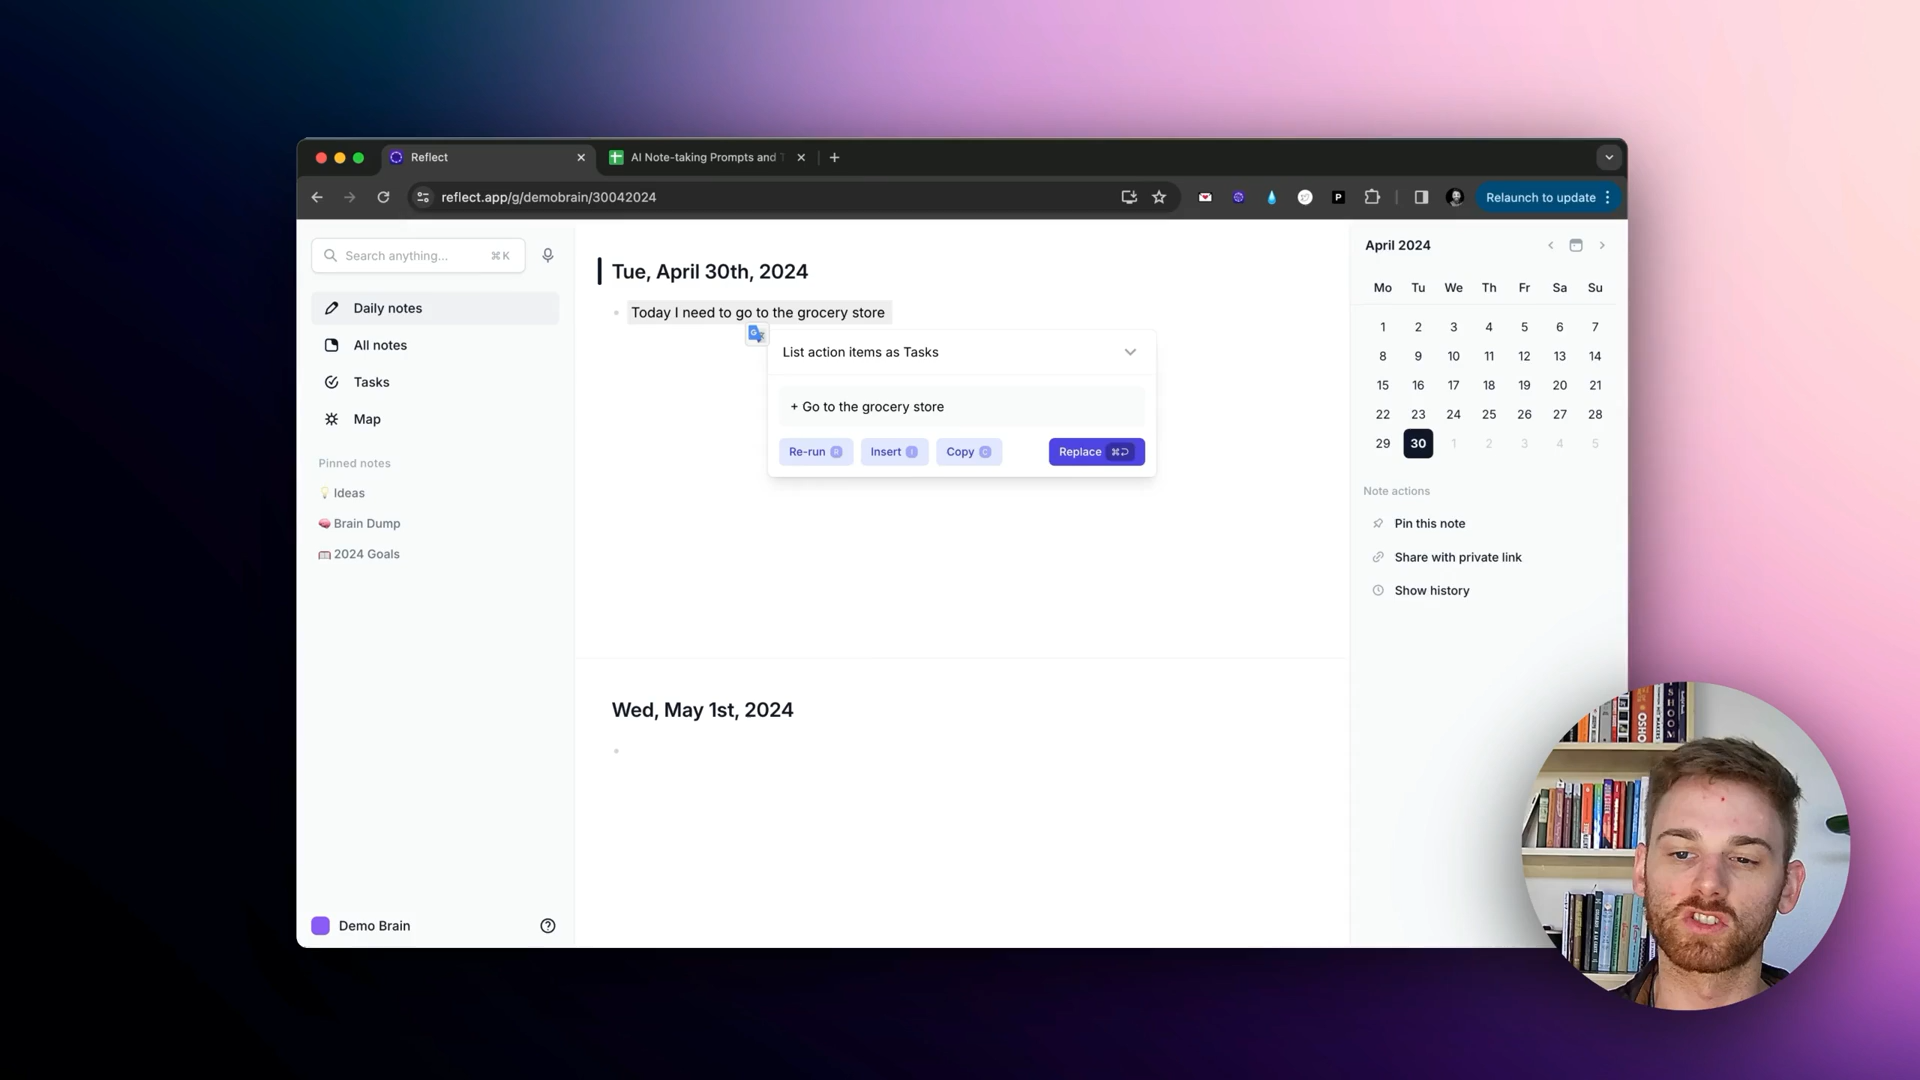 Reflect
AI Note-taking Prompts and
reflect.app/g/demobrain/30042024
P
Relaunch to update
Search anything... ⌘K
Daily notes
All notes
Tasks
Map
Pinned notes
Ideas
Brain Dump
2024 Goals
Demo Brain
Tue, April 30th, 2024
Today I need to go to the grocery store
List action items as Tasks
+ Go to the grocery store
Re-run R Insert I Copy C Replace ⌘
Wed, May 1st, 2024
April 2024
Mo Tu We Th Fr Sa Su
1 2 3 4 5 6 7
8 9 10 11 12 13 14
15 16 17 18 19 20 21
22 23 24 25 26 27 28
29 30 1 2 3 4 5
Note actions
Pin this note
Share with private link
Show history
OSHO